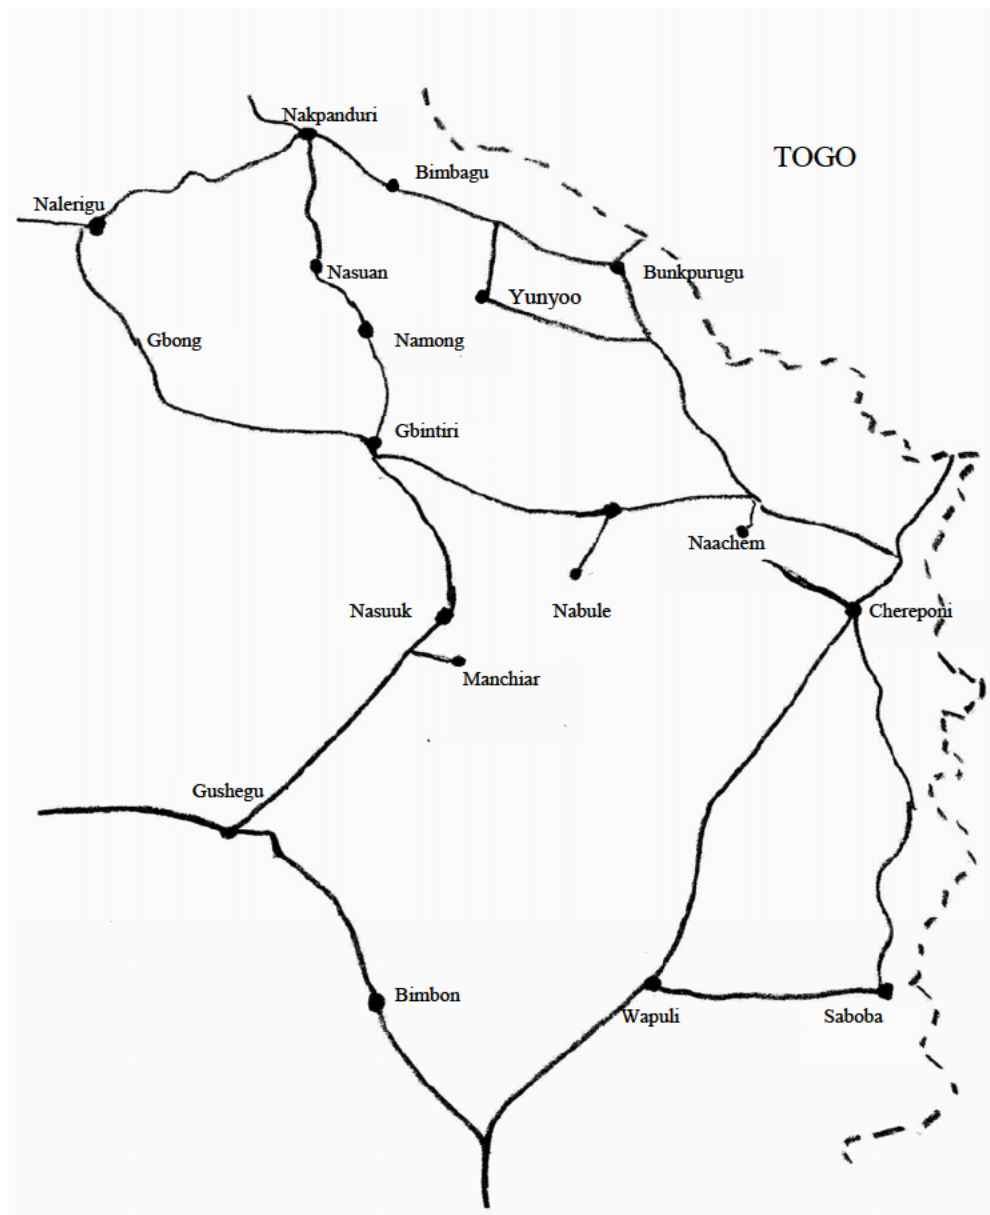 Nakpanduri
TOGO
Bimbagu
Nalerigu
Nasuan
Bunkpurugu
Yunyoo
Gbong
Namong
Gbintiri
Naachem
Nasuuk
Nabule
Chereponi
Manchiar
Gushegu
Bimbon
Wapuli
Saboba